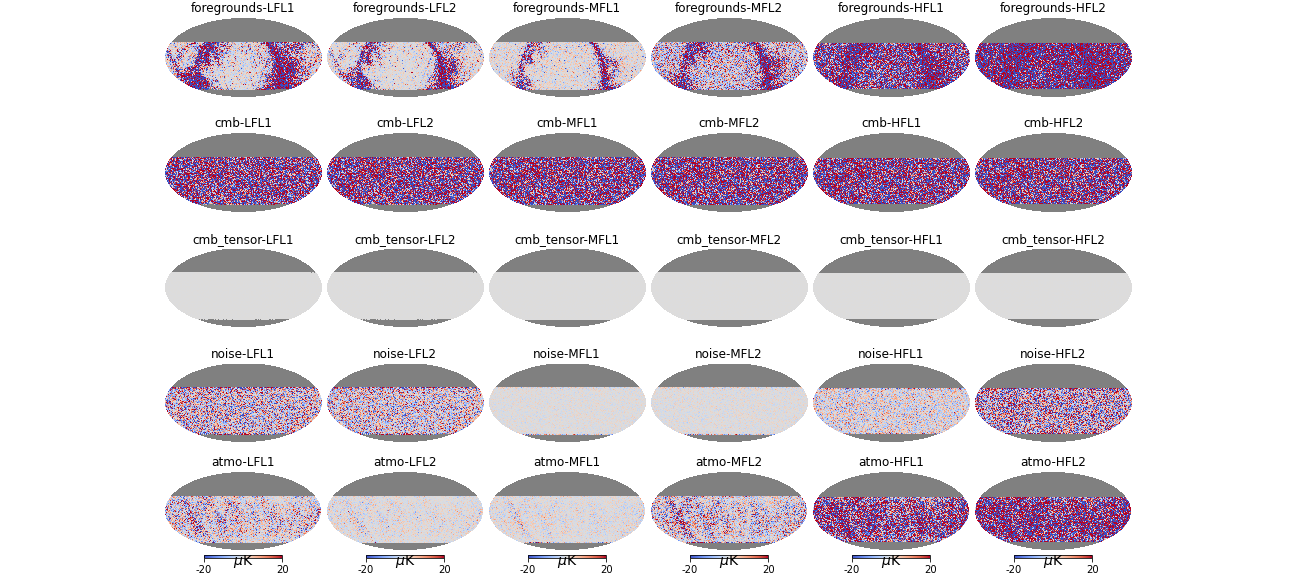 foregrounds-LFL1 foregrounds-LFL2 foregrounds-MFL1 foregrounds-MFL2 foregrounds-HFL1 foregrounds-HFL2
cmb-LFL1 cmb-LFL2 cmb-MFL1 cmb-MFL2 cmb-HFL1 cmb-HFL2
cmb_tensor-LFL1 cmb_tensor-LFL2 cmb_tensor-MFL1 cmb_tensor-MFL2 cmb_tensor-HFL1 cmb_tensor-HFL2
noise-LFL1 noise-LFL2 noise-MFL1 noise-MFL2 noise-HFL1 noise-HFL2
atmo-LFL1 atmo-LFL2 atmo-MFL1 atmo-MFL2 atmo-HFL1 atmo-HFL2
μK μK μK μK μK μK
-20 20 -20 20 -20 20 -20 20 -20 20 -20 20